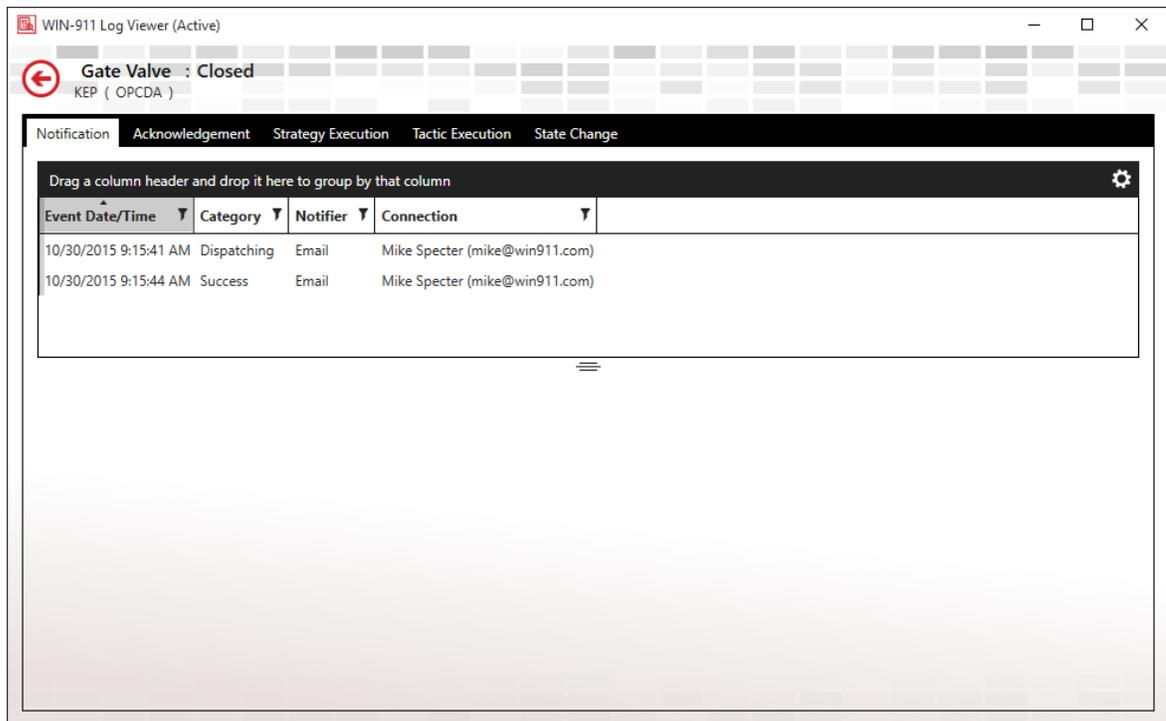 WIN-911 Log Viewer (Active)
Gate Valve : Closed
KEP ( OPCDA )
Notification Acknowledgement Strategy Execution Tactic Execution State Change
Drag a column header and drop it here to group by that column
Event Date/Time Category Notifier Connection
10/30/2015 9:15:41 AM Dispatching Email Mike Specter (mike@win911.com)
10/30/2015 9:15:44 AM Success Email Mike Specter (mike@win911.com)